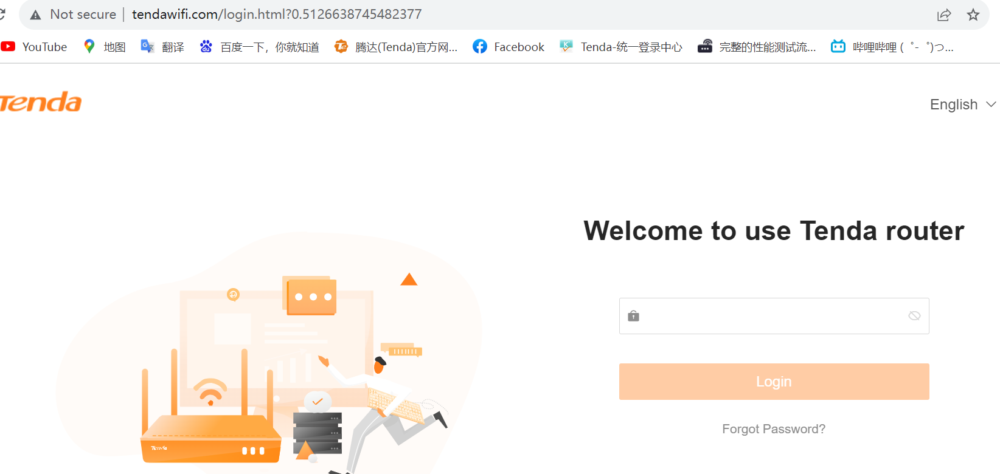 Not secure tendawifi.com/login.html?0.5126638745482377
YouTube 地图 翻译 百度一下，你就知道 腾达(Tenda)官方网... Facebook Tenda-统一登录中心 完整的性能测试流... 哔哩哔哩 (゜-゜)つ...
Tenda
English
Welcome to use Tenda router
Login
Forgot Password?
Tenda